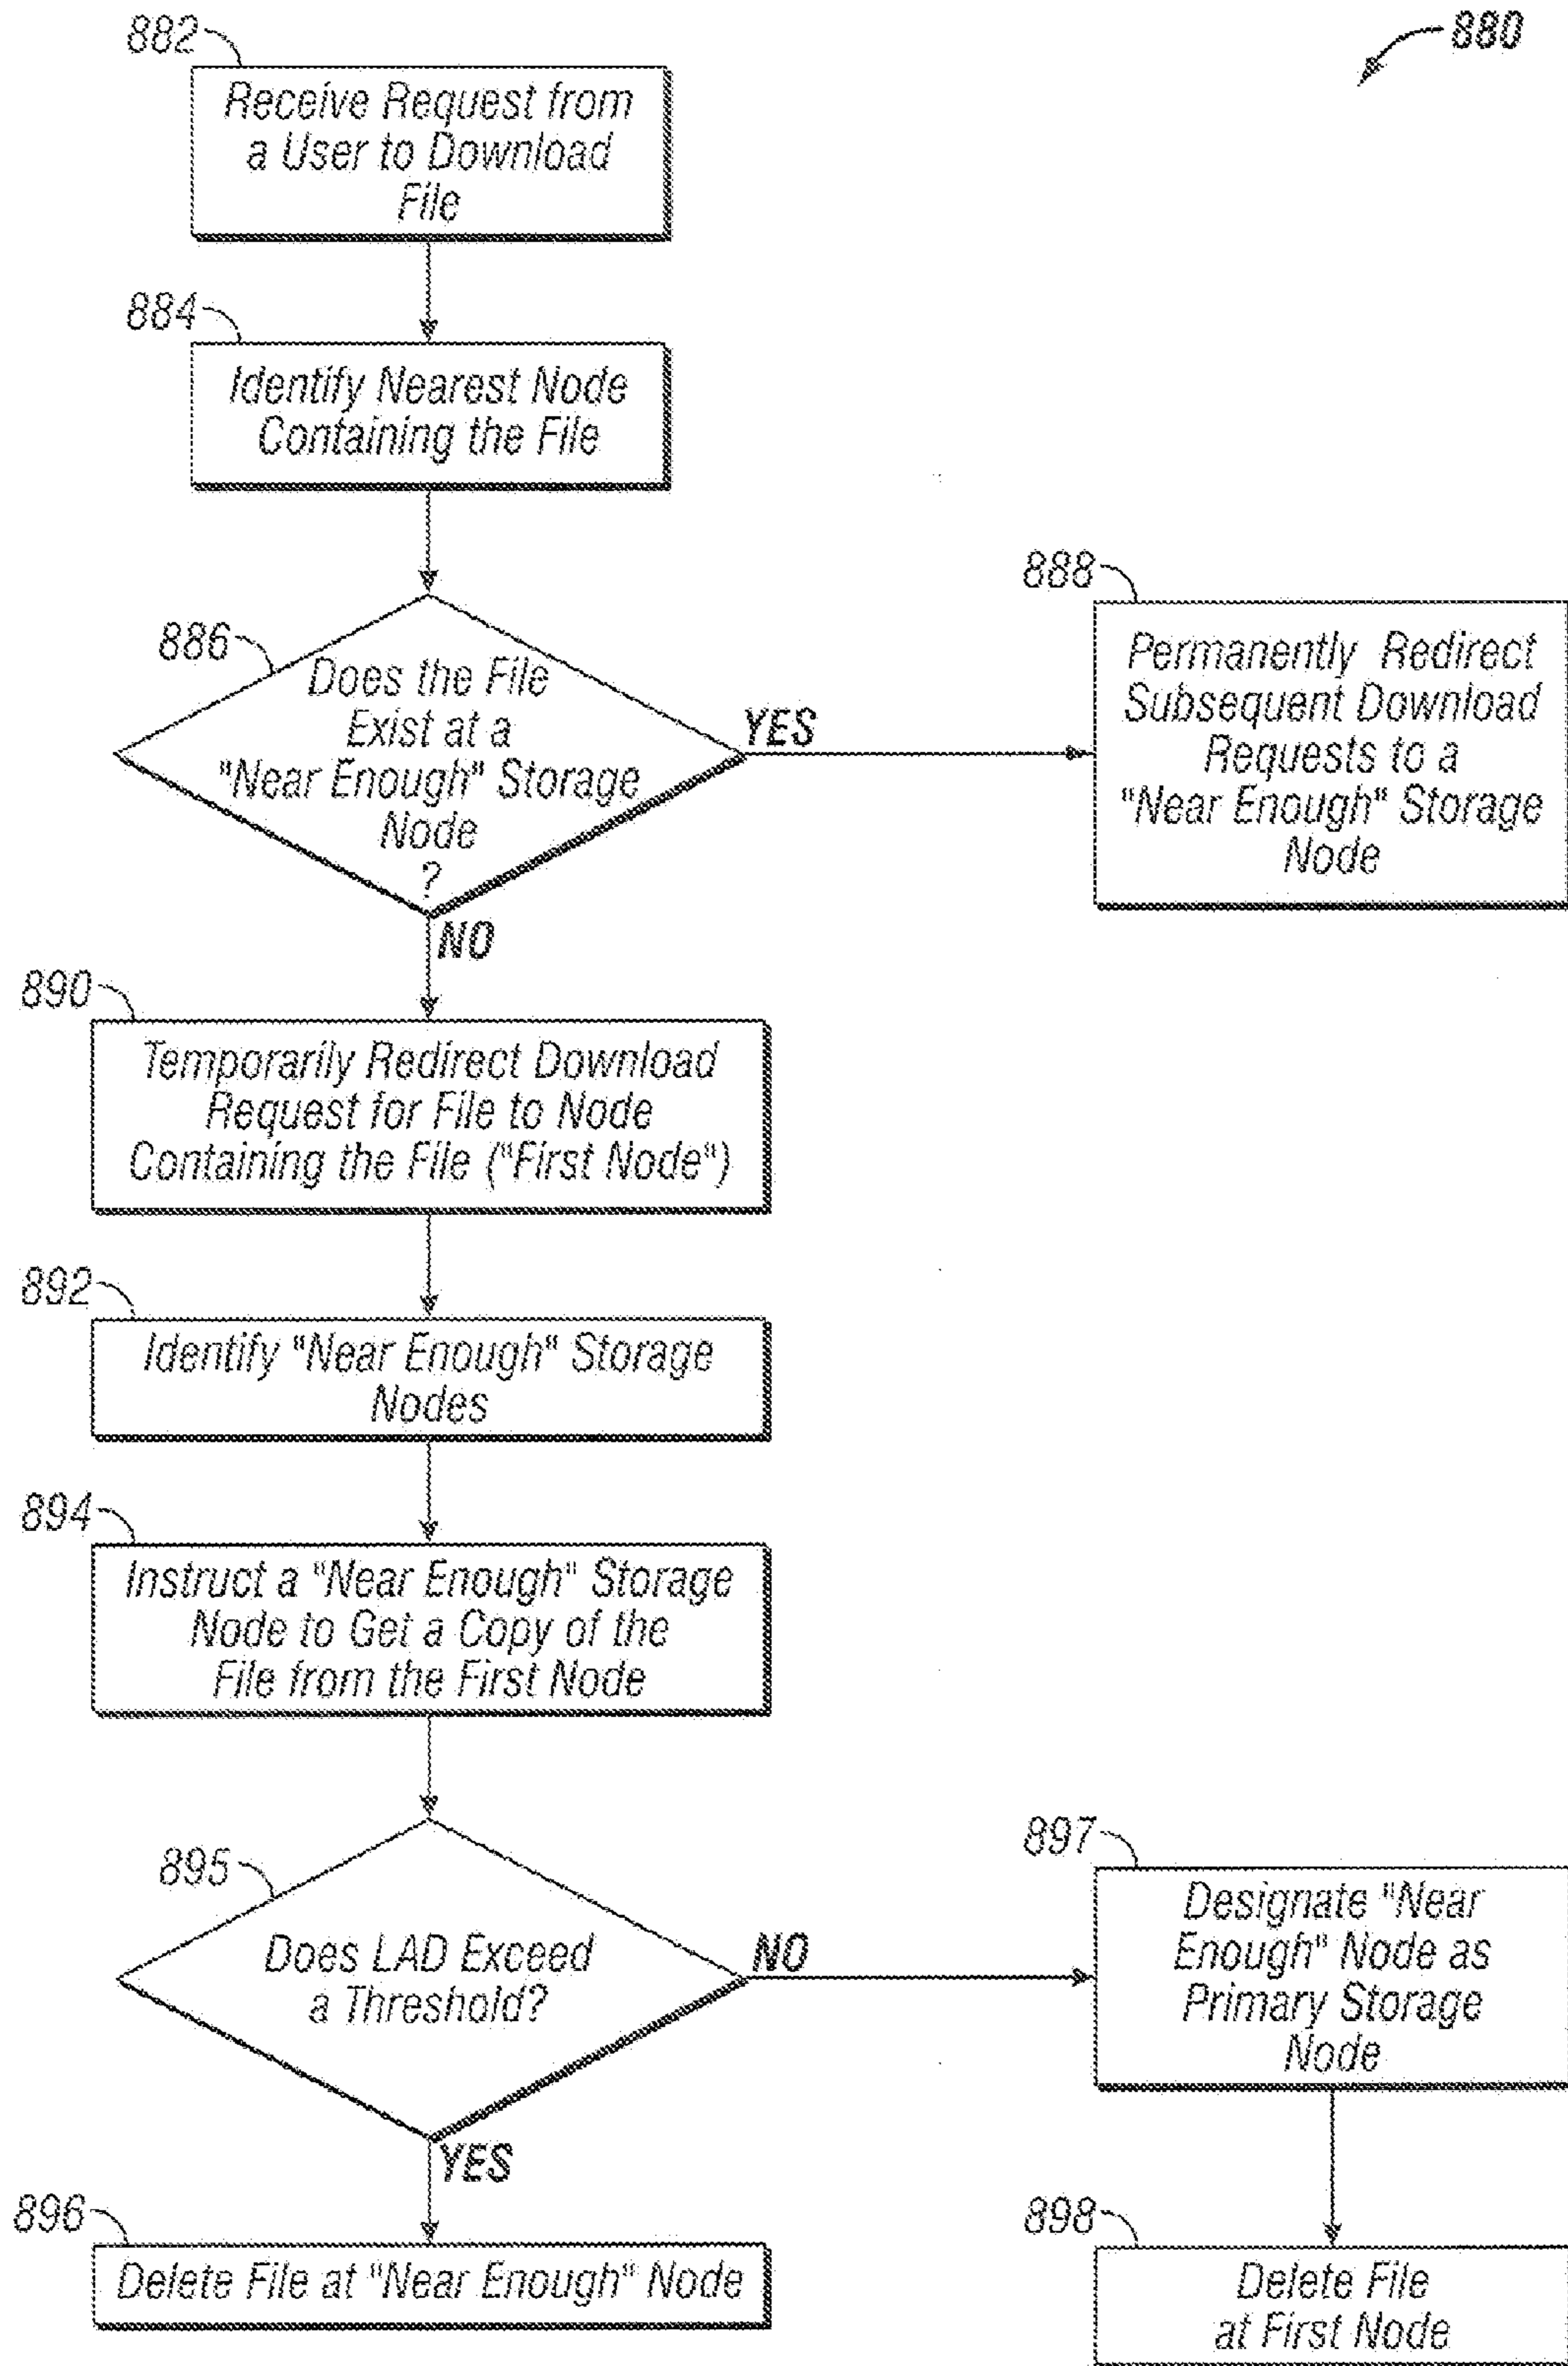 880
882
Receive Request from
a User to Download
File
884
Identify Nearest Node
Containing the File
886
Does the File
Exist at a
"Near Enough" Storage
Node
?
YES
NO
888
Permanently Redirect
Subsequent Download
Requests to a
"Near Enough" Storage
Node
890
Temporarily Redirect Download
Request for File to Node
Containing the File ("First Node")
892
Identify "Near Enough" Storage
Nodes
894
Instruct a "Near Enough" Storage
Node to Get a Copy of the
File from the First Node
895
Does LAD Exceed
a Threshold?
NO
YES
897
Designate "Near
Enough" Node as
Primary Storage
Node
896
Delete File at "Near Enough" Node
898
Delete File
at First Node